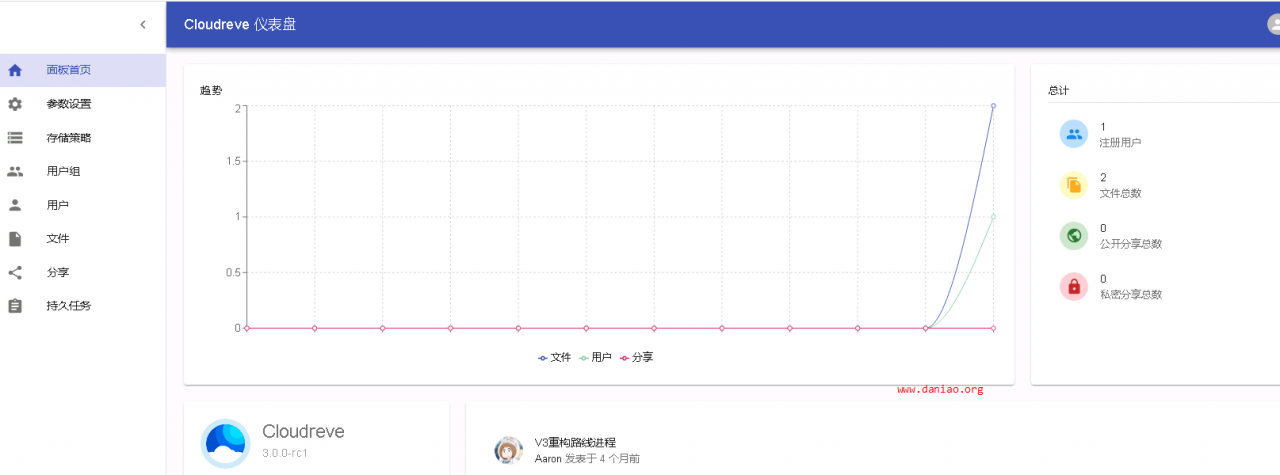 Cloudreve 仪表盘
面板首页
参数设置
存储策略
用户组
用户
文件
分享
持久任务
趋势
2
1.5
1
0.5
0
文件 用户 分享
总计
1
注册用户
2
文件总数
0
公开分享总数
0
私密分享总数
www.daniao.org
Cloudreve
3.0.0-rc1
V3重构路线进程
Aaron 发表于 4 个月前